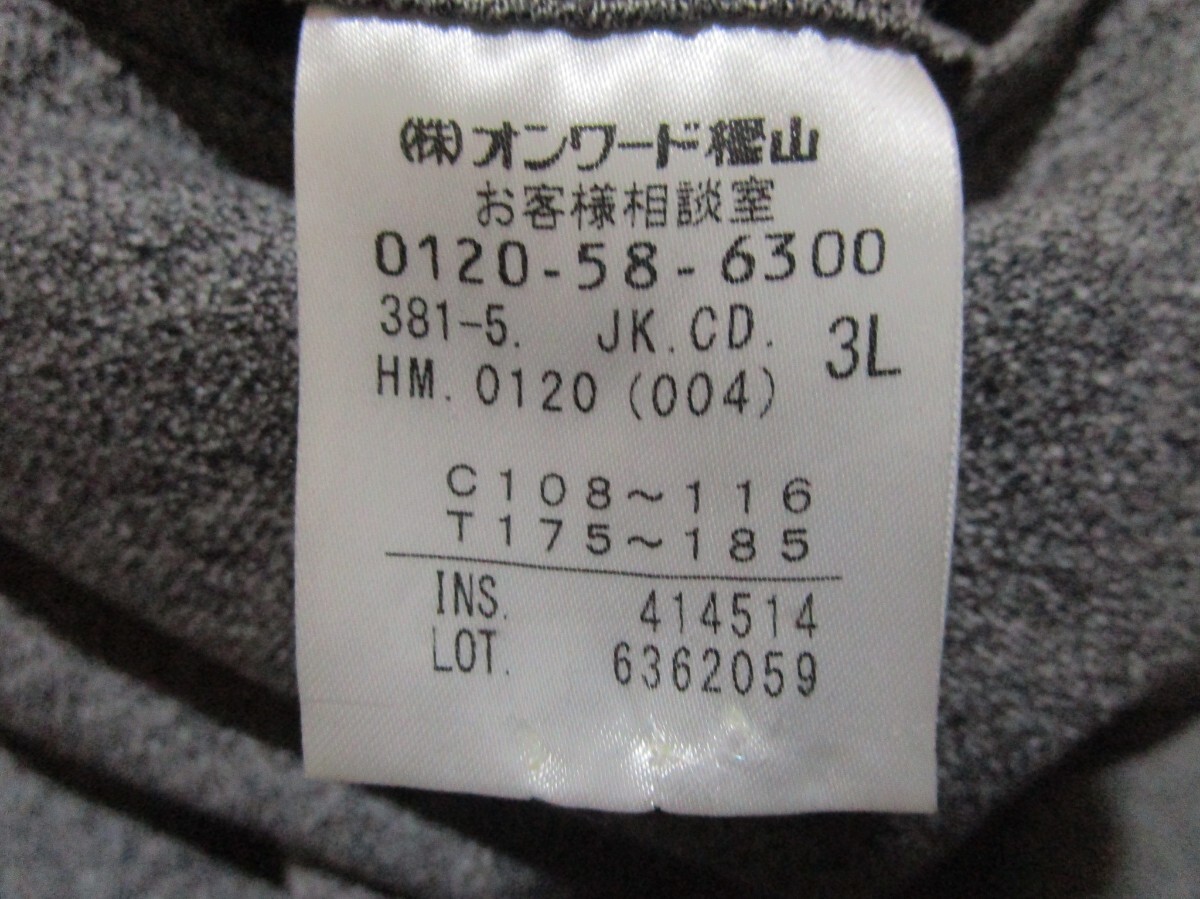 (株)オンワード樫山
お客様相談室
0120-58-6300
381-5. JK.CD. 3L
HM. 0120 (004)
C108～116
T175～185
INS. 414514
LOT. 6362059